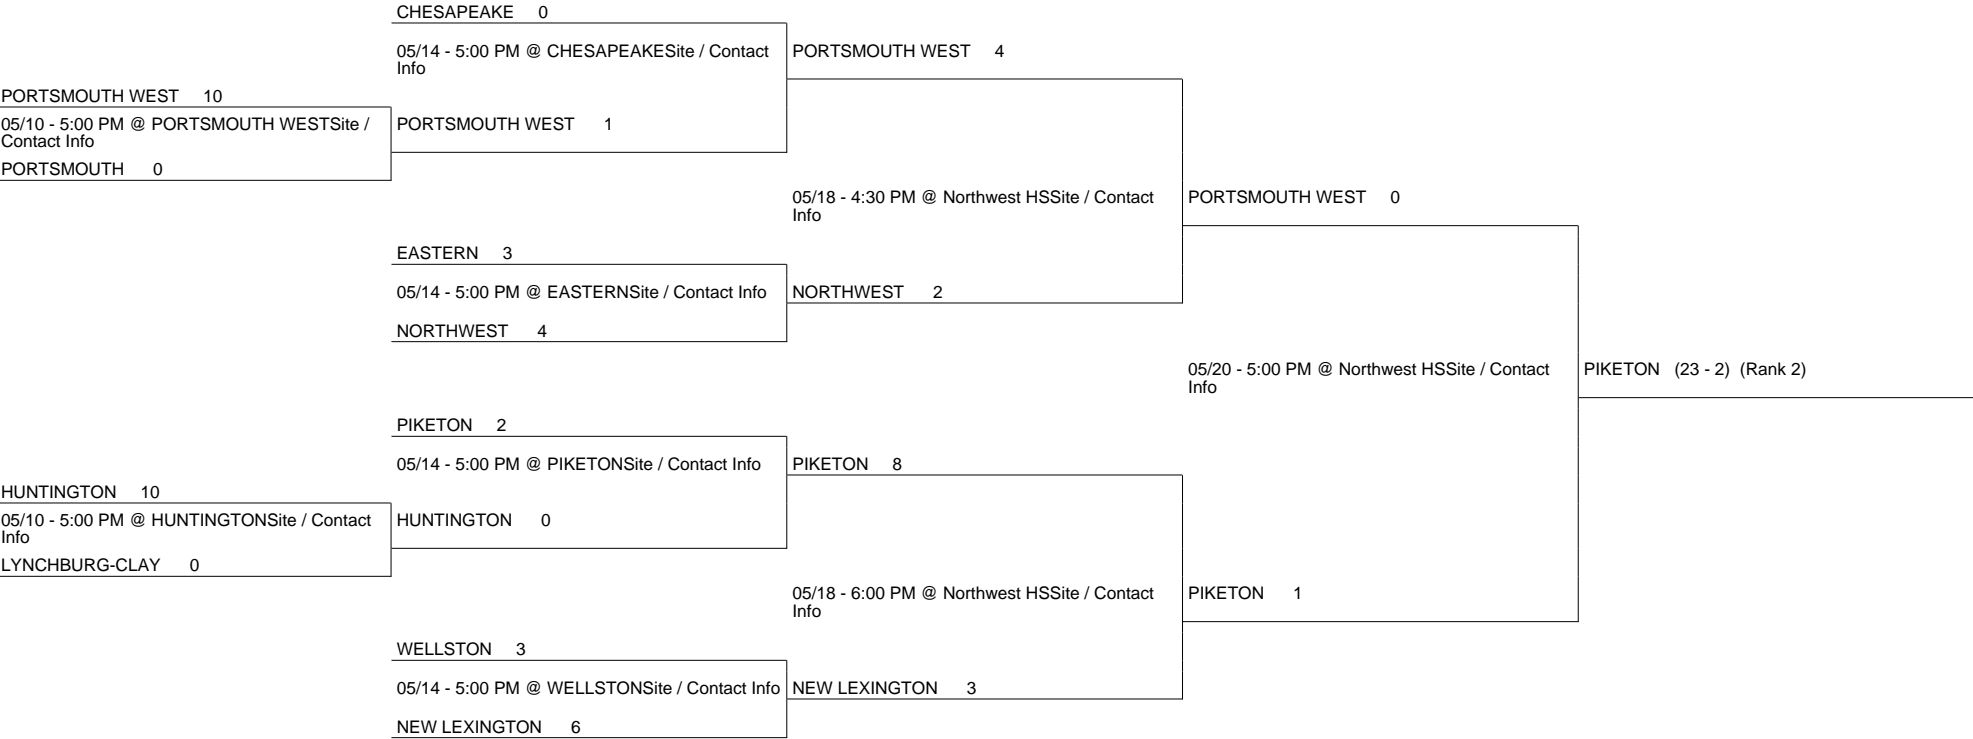 CHESAPEAKE 0
05/14 - 5:00 PM @ CHESAPEAKESite / Contact
Info
PORTSMOUTH WEST 4
PORTSMOUTH WEST 10
05/10 - 5:00 PM @ PORTSMOUTH WESTSite /
Contact Info
PORTSMOUTH WEST 1
PORTSMOUTH 0
05/18 - 4:30 PM @ Northwest HSSite / Contact
Info
PORTSMOUTH WEST 0
EASTERN 3
05/14 - 5:00 PM @ EASTERNSite / Contact Info
NORTHWEST 2
NORTHWEST 4
05/20 - 5:00 PM @ Northwest HSSite / Contact
Info
PIKETON (23 - 2) (Rank 2)
PIKETON 2
05/14 - 5:00 PM @ PIKETONSite / Contact Info
PIKETON 8
HUNTINGTON 10
05/10 - 5:00 PM @ HUNTINGTONSite / Contact
Info
HUNTINGTON 0
LYNCHBURG-CLAY 0
05/18 - 6:00 PM @ Northwest HSSite / Contact
Info
PIKETON 1
WELLSTON 3
05/14 - 5:00 PM @ WELLSTONSite / Contact Info
NEW LEXINGTON 3
NEW LEXINGTON 6